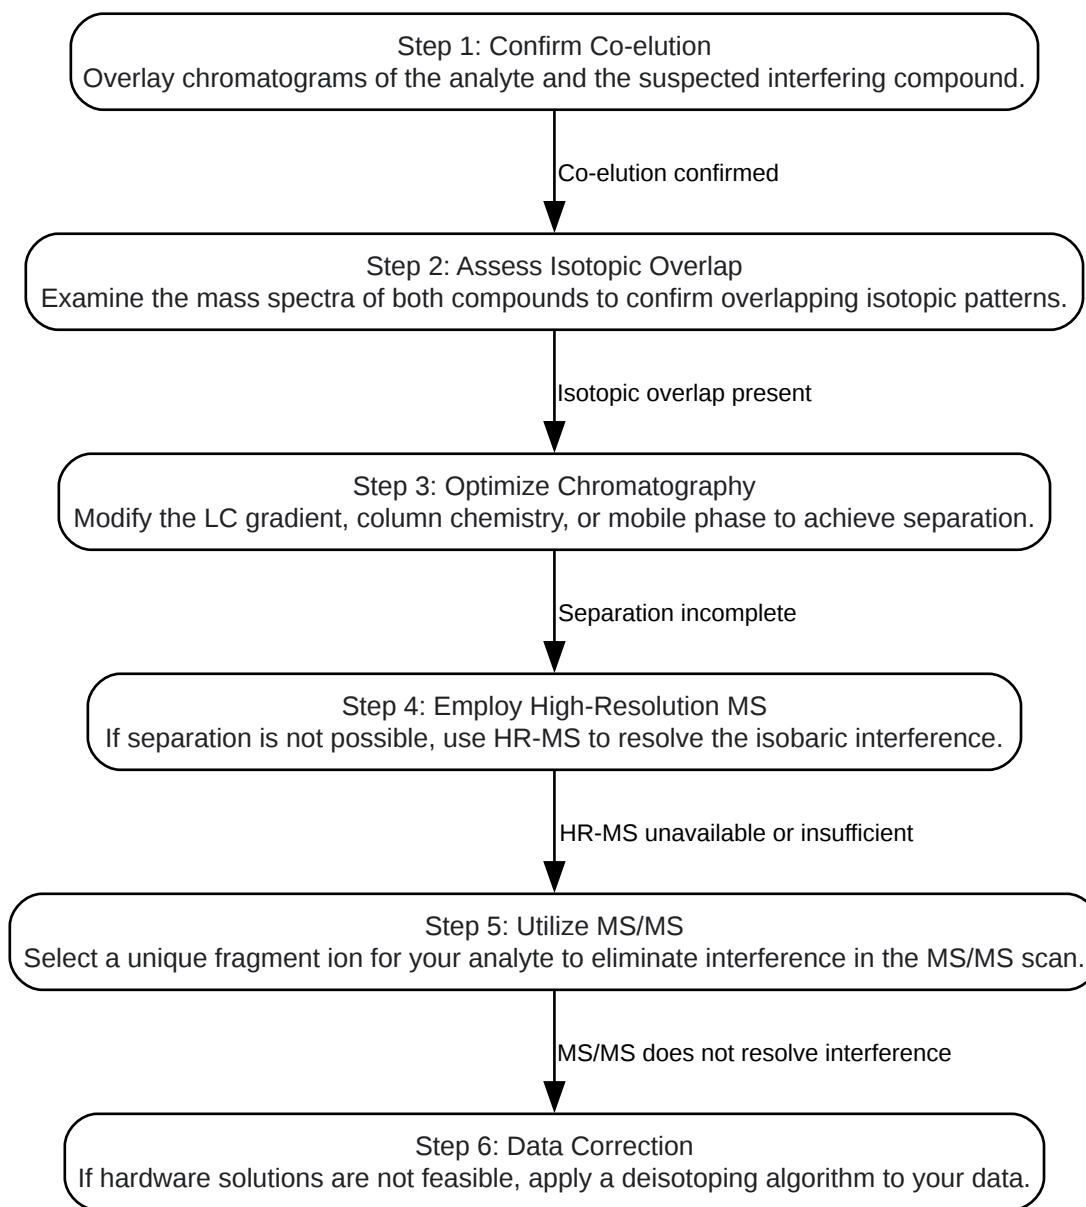 Step 1: Confirm Co-elution
Overlay chromatograms of the analyte and the suspected interfering compound.
Co-elution confirmed
Step 2: Assess Isotopic Overlap
Examine the mass spectra of both compounds to confirm overlapping isotopic patterns.
Isotopic overlap present
Step 3: Optimize Chromatography
Modify the LC gradient, column chemistry, or mobile phase to achieve separation.
Separation incomplete
Step 4: Employ High-Resolution MS
If separation is not possible, use HR-MS to resolve the isobaric interference.
HR-MS unavailable or insufficient
Step 5: Utilize MS/MS
Select a unique fragment ion for your analyte to eliminate interference in the MS/MS scan.
MS/MS does not resolve interference
Step 6: Data Correction
If hardware solutions are not feasible, apply a deisotoping algorithm to your data.